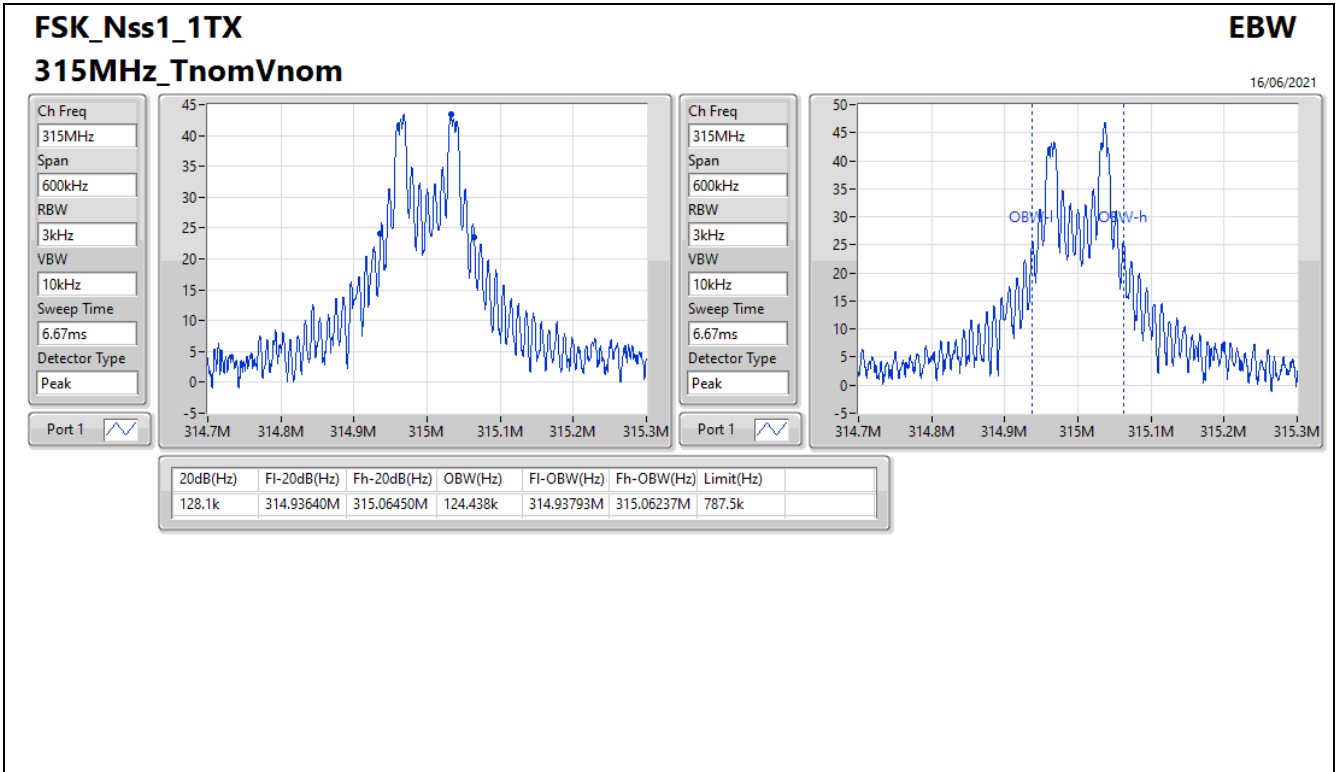 FSK_Nss1_1TX
EBW
315MHz_TnomVnom
16/06/2021
Ch Freq
315MHz
Span
600kHz
RBW
3kHz
VBW
10kHz
Sweep Time
6.67ms
Detector Type
Peak
Port 1
45
40
35
30
25
20
15
10
5
0
-5
314.7M 314.8M 314.9M 315M 315.1M 315.2M 315.3M
Ch Freq
315MHz
Span
600kHz
RBW
3kHz
VBW
10kHz
Sweep Time
6.67ms
Detector Type
Peak
Port 1
50
45
40
35
30
25
20
15
10
5
0
-5
OBW-l OBW-h
314.7M 314.8M 314.9M 315M 315.1M 315.2M 315.3M
20dB(Hz) Fl-20dB(Hz) Fh-20dB(Hz) OBW(Hz) Fl-OBW(Hz) Fh-OBW(Hz) Limit(Hz)
128.1k 314.93640M 315.06450M 124.438k 314.93793M 315.06237M 787.5k